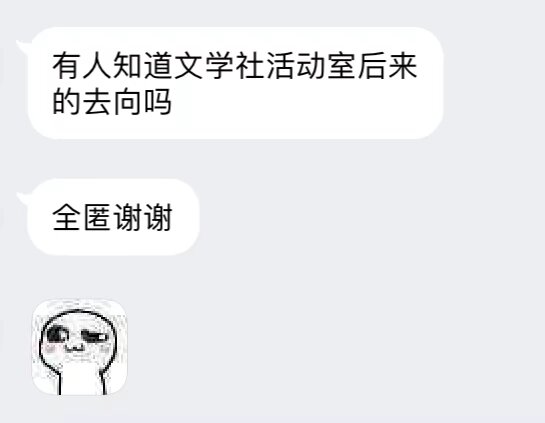 有人知道文学社活动室后来
的去向吗
全匿谢谢